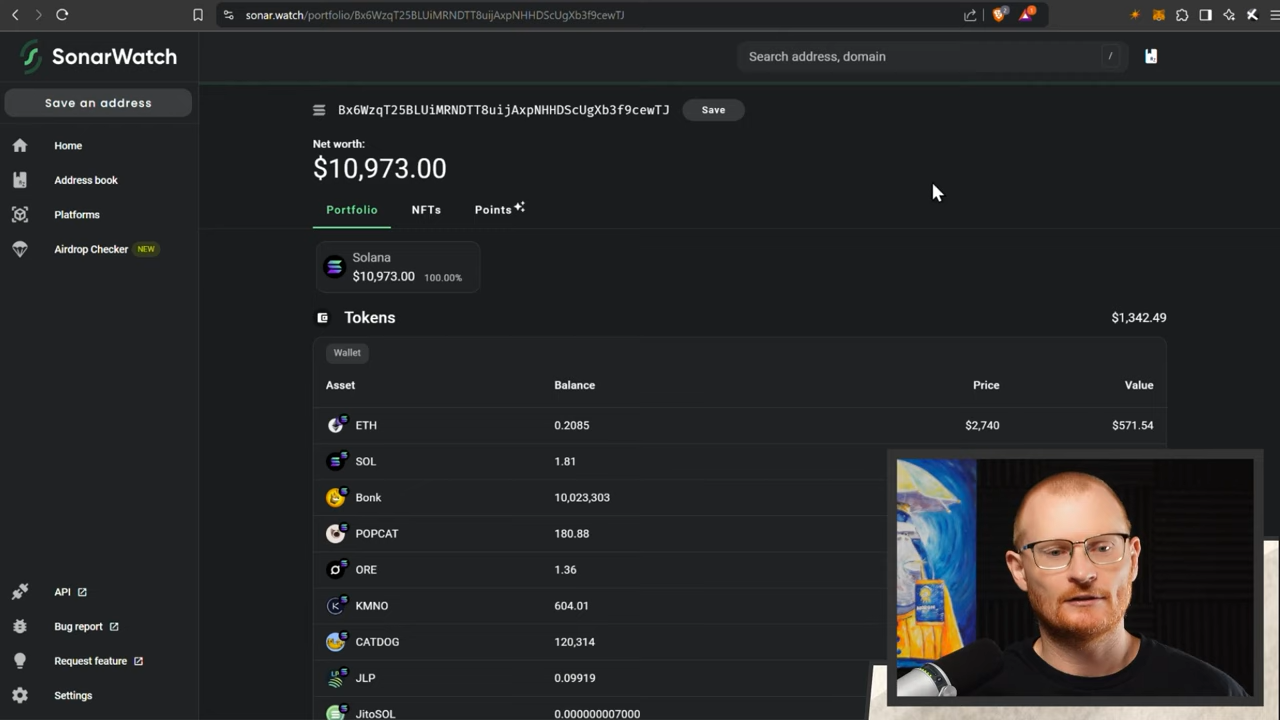 sonar.watch/portfolio/Bx6WzqT25BLUiMRNDTT8uijAxpNHHDScUgXb3f9cewTJ
2
1
SonarWatch
Search address, domain
/
Save an address
Bx6WzqT25BLUiMRNDTT8uijAxpNHHDScUgXb3f9cewTJ
Save
Home
Address book
Platforms
Airdrop Checker NEW
Net worth:
$10,973.00
Portfolio NFTs Points
Solana
$10,973.00 100.00%
Tokens $1,342.49
Wallet
Asset Balance Price Value
ETH 0.2085 $2,740 $571.54
SOL 1.81
Bonk 10,023,303
POPCAT 180.88
ORE 1.36
KMNO 604.01
CATDOG 120,314
JLP 0.09919
JitoSOL 0.000000007000
API
Bug report
Request feature
Settings